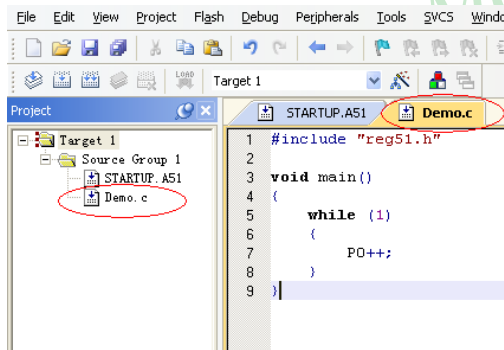 File Edit View Project Flash Debug Peripherals Tools SVCS
LOAD Target 1
Project
STARTUP.A51 Demo.c
Target 1
Source Group 1
STARTUP.A51
Demo.c
1 #include "reg51.h"
2
3 void main()
4 {
5 while (1)
6 {
7 P0++;
8 }
9 }